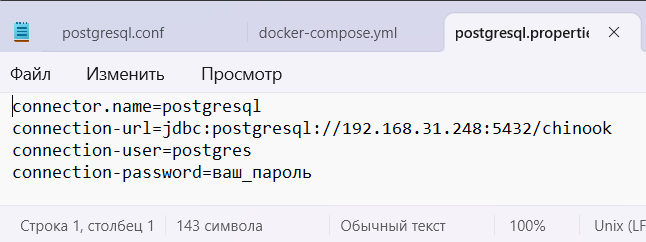 postgresql.conf
docker-compose.yml
postgresql.propertie
Файл
Изменить
Просмотр
connector.name=postgresql
connection-url=jdbc:postgresql://192.168.31.248:5432/chinook
connection-user=postgres
connection-password=ваш_пароль
Строка 1, столбец 1
143 символа
Обычный текст
100%
Unix (LF